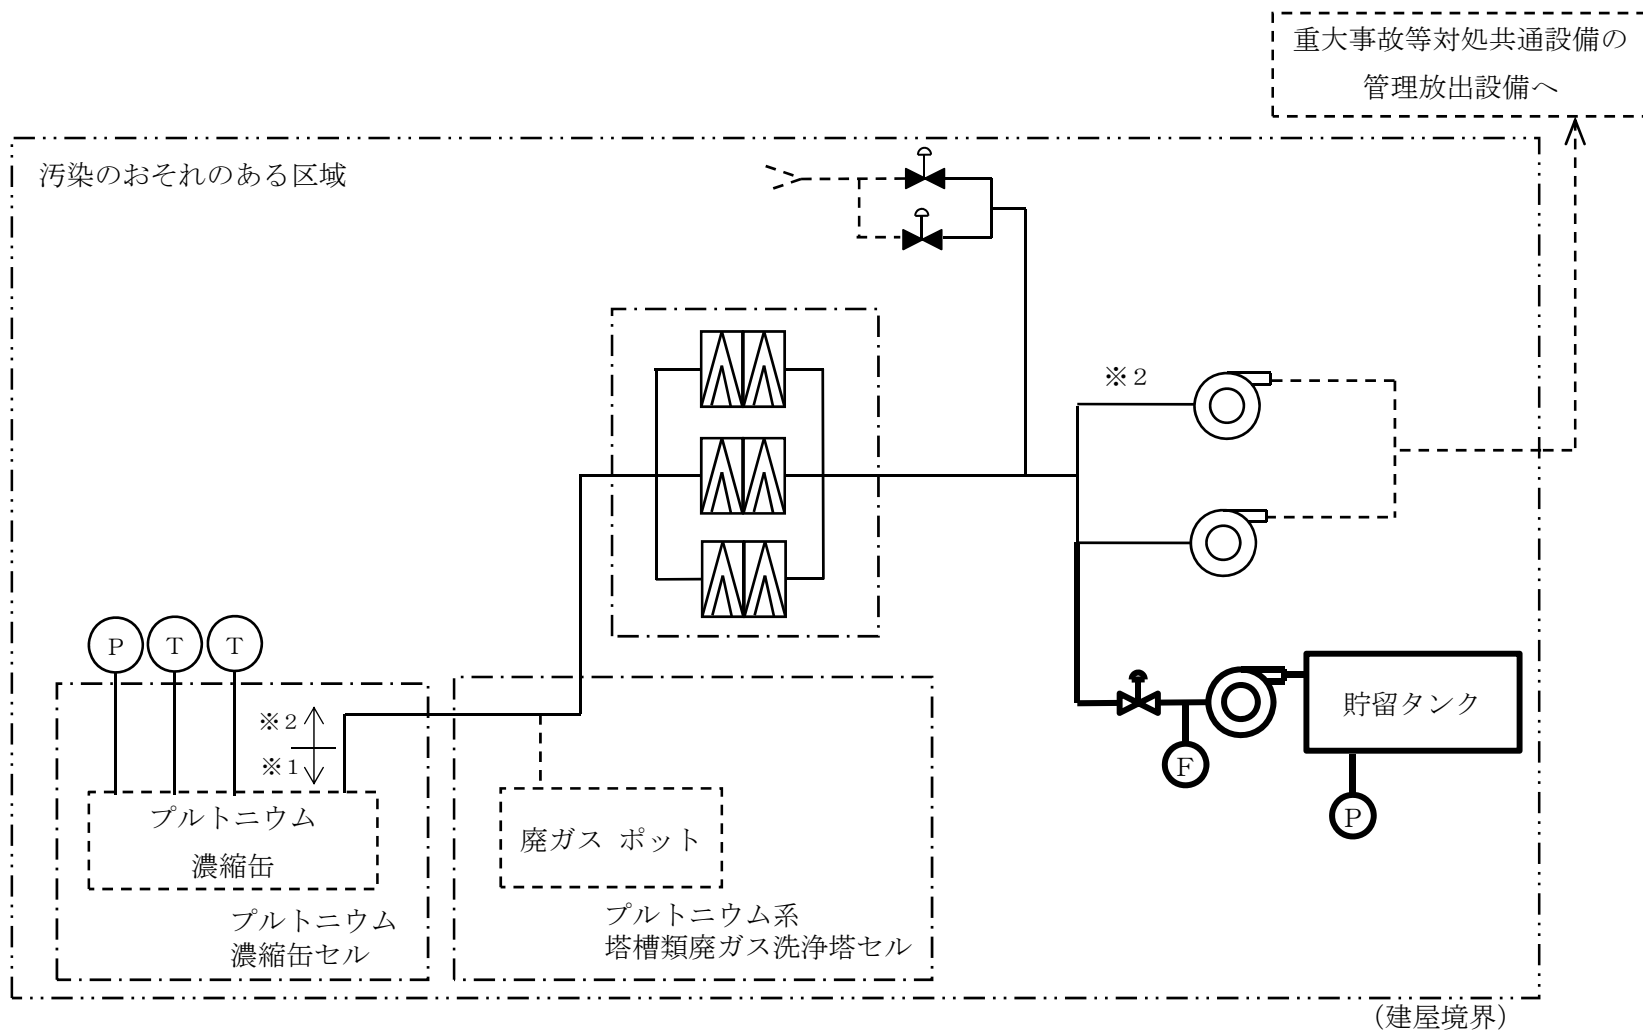 重大事故等対処共通設備の
管理放出設備へ
汚染のおそれのある区域
※2
P
T
T
※2
※1
プルトニウム
濃縮缶
プルトニウム
濃縮缶セル
廃ガス ポット
プルトニウム系
塔槽類廃ガス洗浄塔セル
貯留タンク
F
P
(建屋境界)